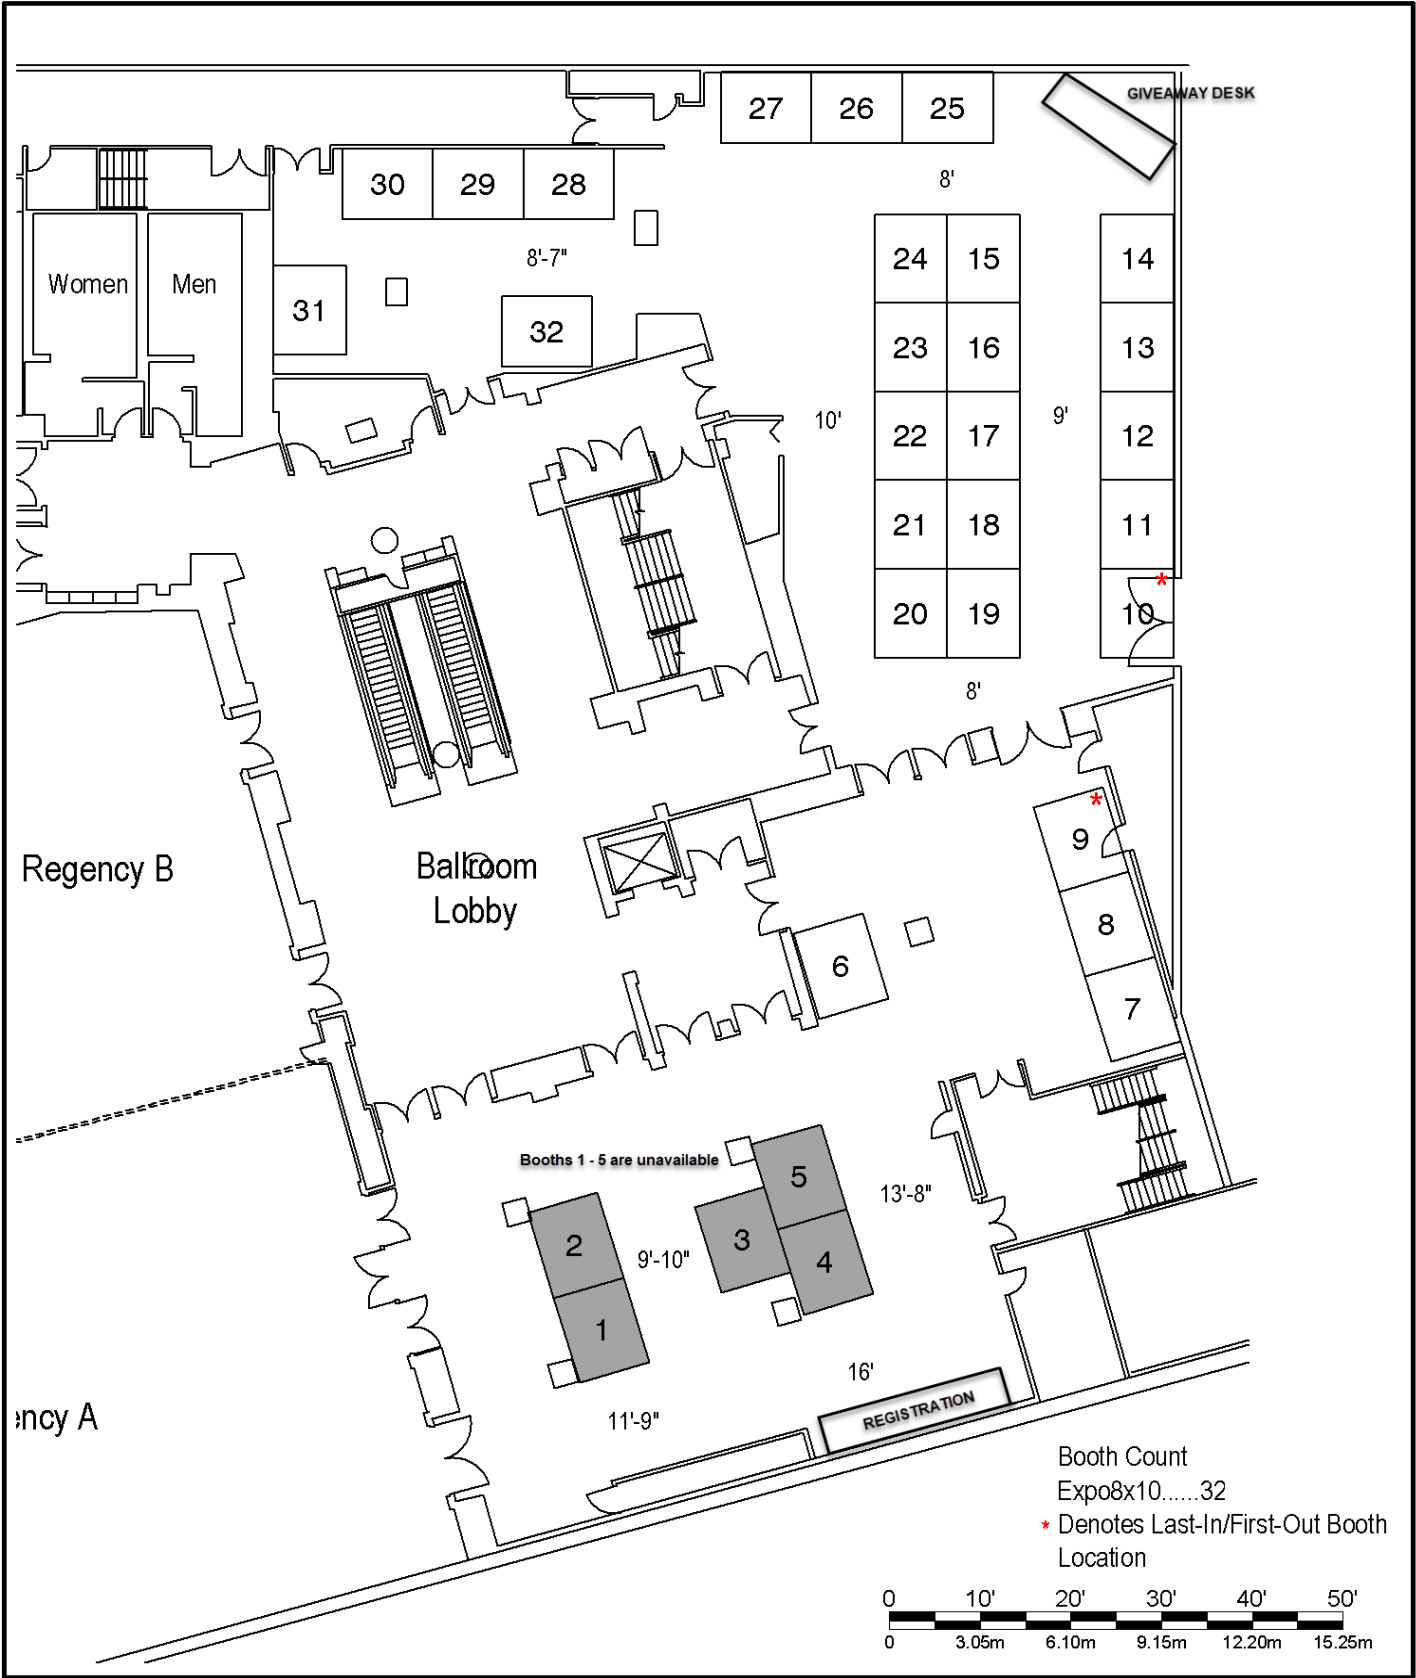 GIVEAWAY DESK
27 26 25
30 29 28
8'
8'-7"
Women Men
31
32
24 15 14
23 16 13
10'
9'
22 17 12
21 18 11
*
20 19 10
8'
*
9
8
7
6
Regency B
Ballroom
Lobby
Booths 1 - 5 are unavailable
5
13'-8"
2
9'-10"
3
4
1
16'
11'-9"
REGISTRATION
ency A
Booth Count
Expo8x10......32
* Denotes Last-In/First-Out Booth
Location
0 10' 20' 30' 40' 50'
0 3.05m 6.10m 9.15m 12.20m 15.25m